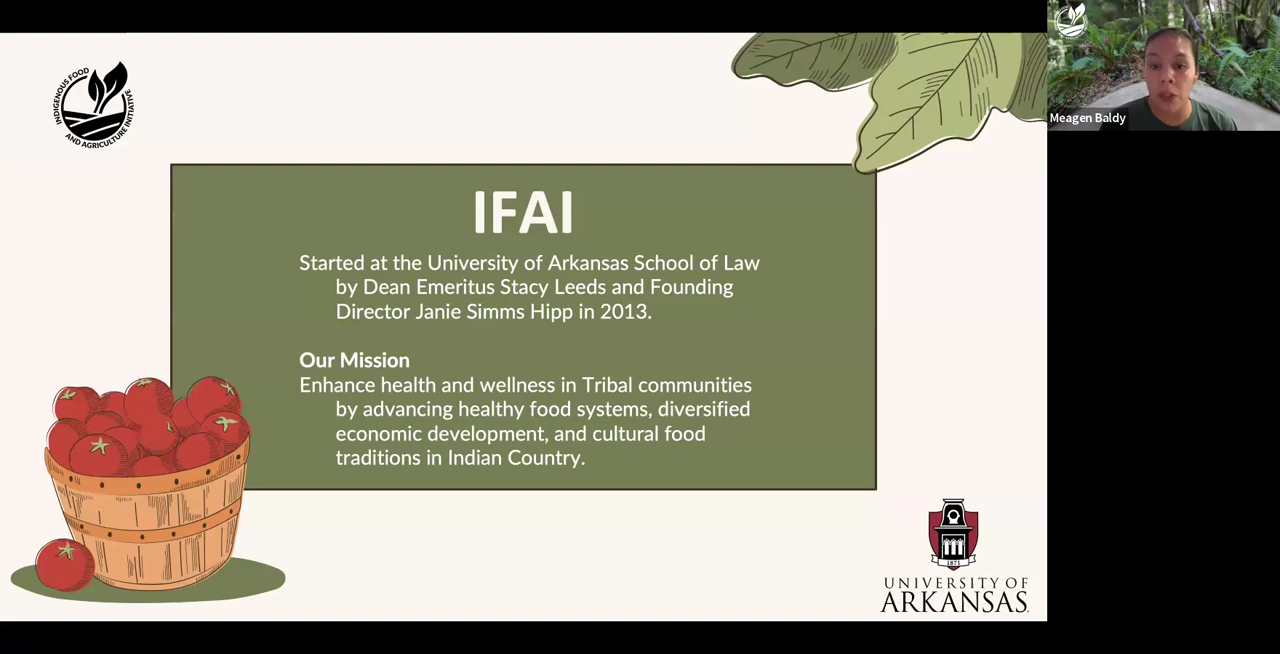 INDIGENOUS FOOD
AND AGRICULTURE INITIATIVE
Meagen Baldy
IFAI
Started at the University of Arkansas School of Law
by Dean Emeritus Stacy Leeds and Founding
Director Janie Simms Hipp in 2013.
Our Mission
Enhance health and wellness in Tribal communities
by advancing healthy food systems, diversified
economic development, and cultural food
traditions in Indian Country.
1871
UNIVERSITY OF
ARKANSAS